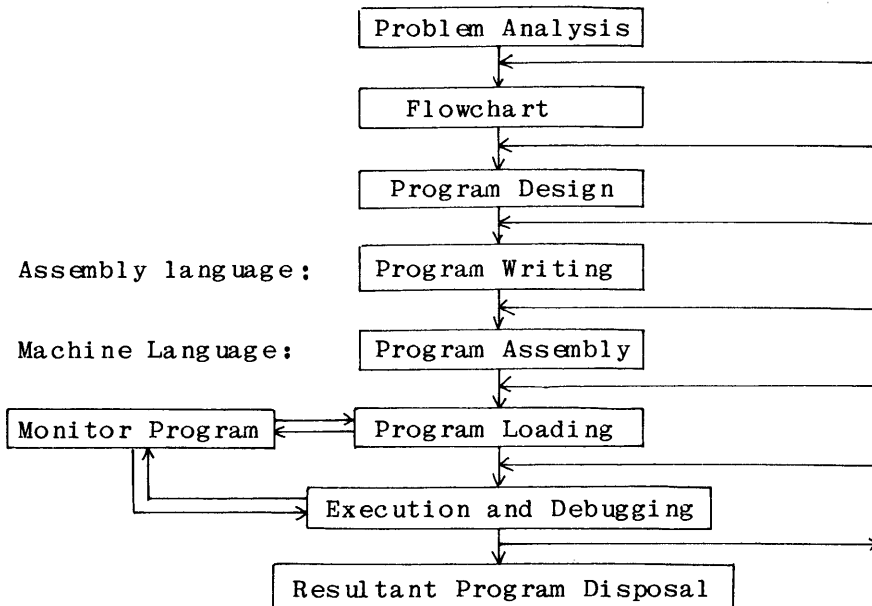 Problem Analysis
Flowchart
Program Design
Assembly language: Program Writing
Machine Language: Program Assembly
Monitor Program Program Loading
Execution and Debugging
Resultant Program Disposal